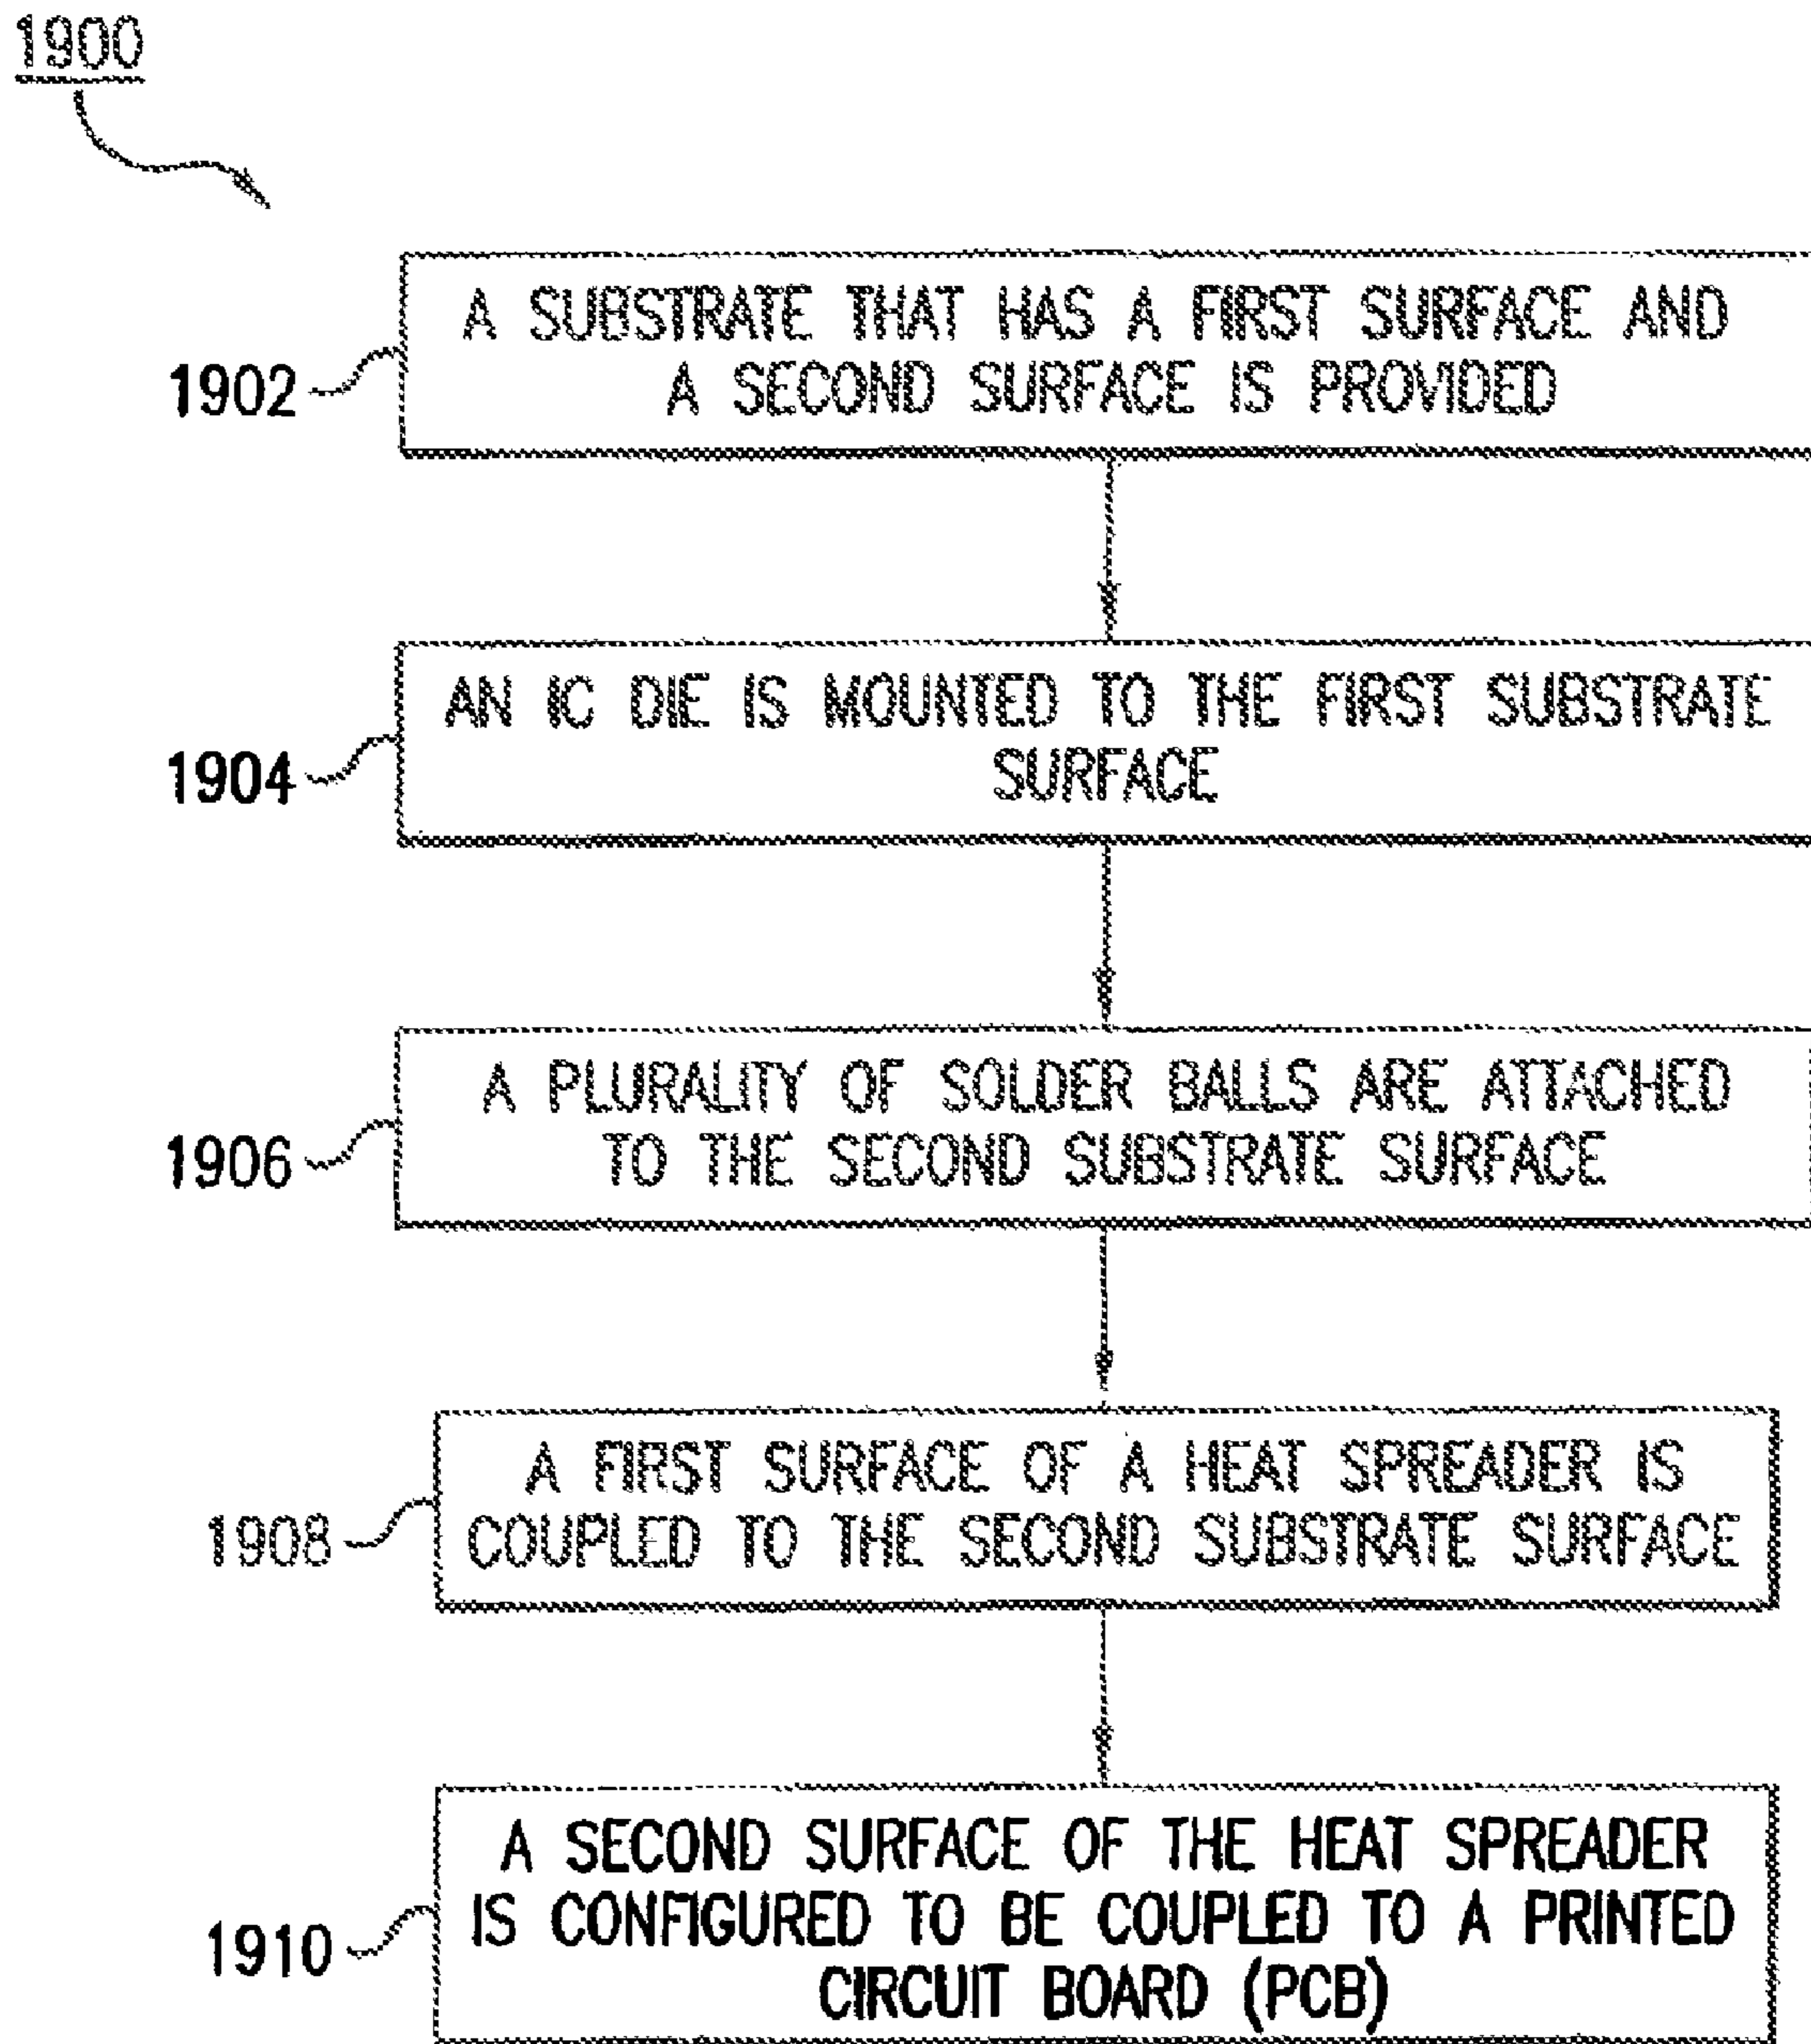 1900
A SUBSTRATE THAT HAS A FIRST SURFACE AND
A SECOND SURFACE IS PROVIDED
1902
AN IC DIE IS MOUNTED TO THE FIRST SUBSTRATE
SURFACE
1904
A PLURALITY OF SOLDER BALLS ARE ATTACHED
TO THE SECOND SUBSTRATE SURFACE
1906
A FIRST SURFACE OF A HEAT SPREADER IS
COUPLED TO THE SECOND SUBSTRATE SURFACE
1908
A SECOND SURFACE OF THE HEAT SPREADER
IS CONFIGURED TO BE COUPLED TO A PRINTED
CIRCUIT BOARD (PCB)
1910